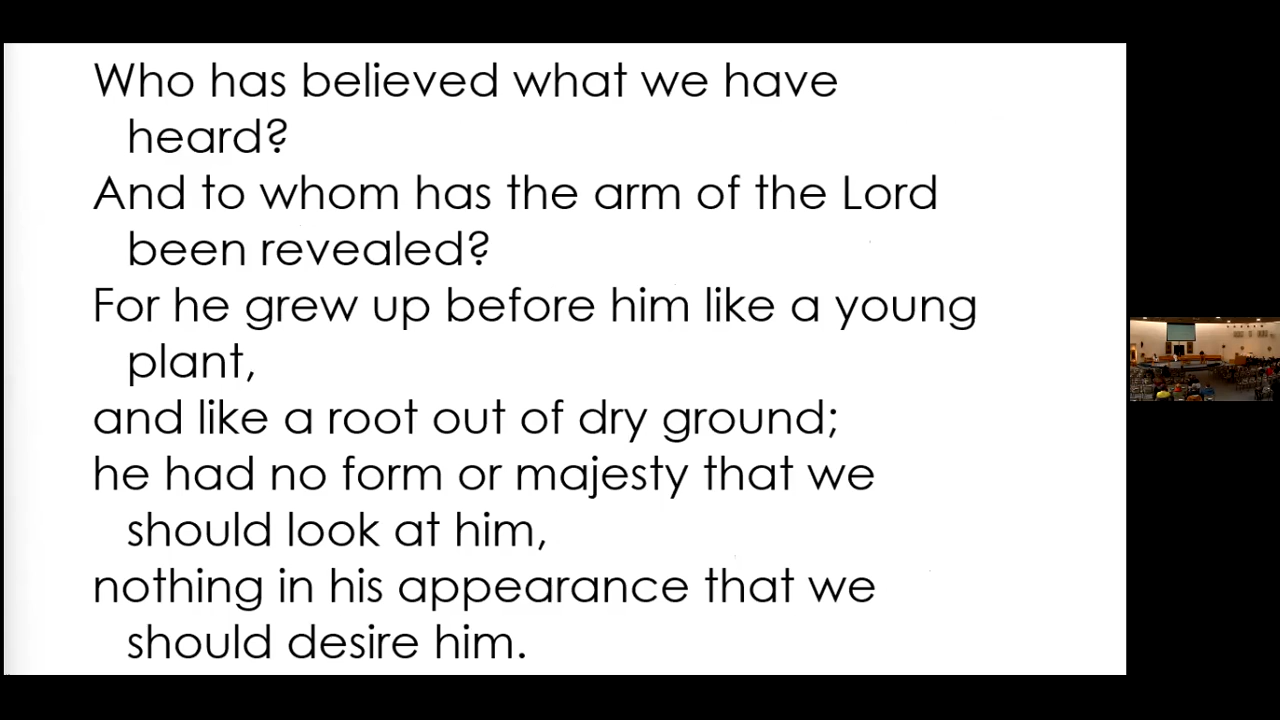 Who has believed what we have
heard?
And to whom has the arm of the Lord
been revealed?
For he grew up before him like a young
plant,
and like a root out of dry ground;
he had no form or majesty that we
should look at him,
nothing in his appearance that we
should desire him.